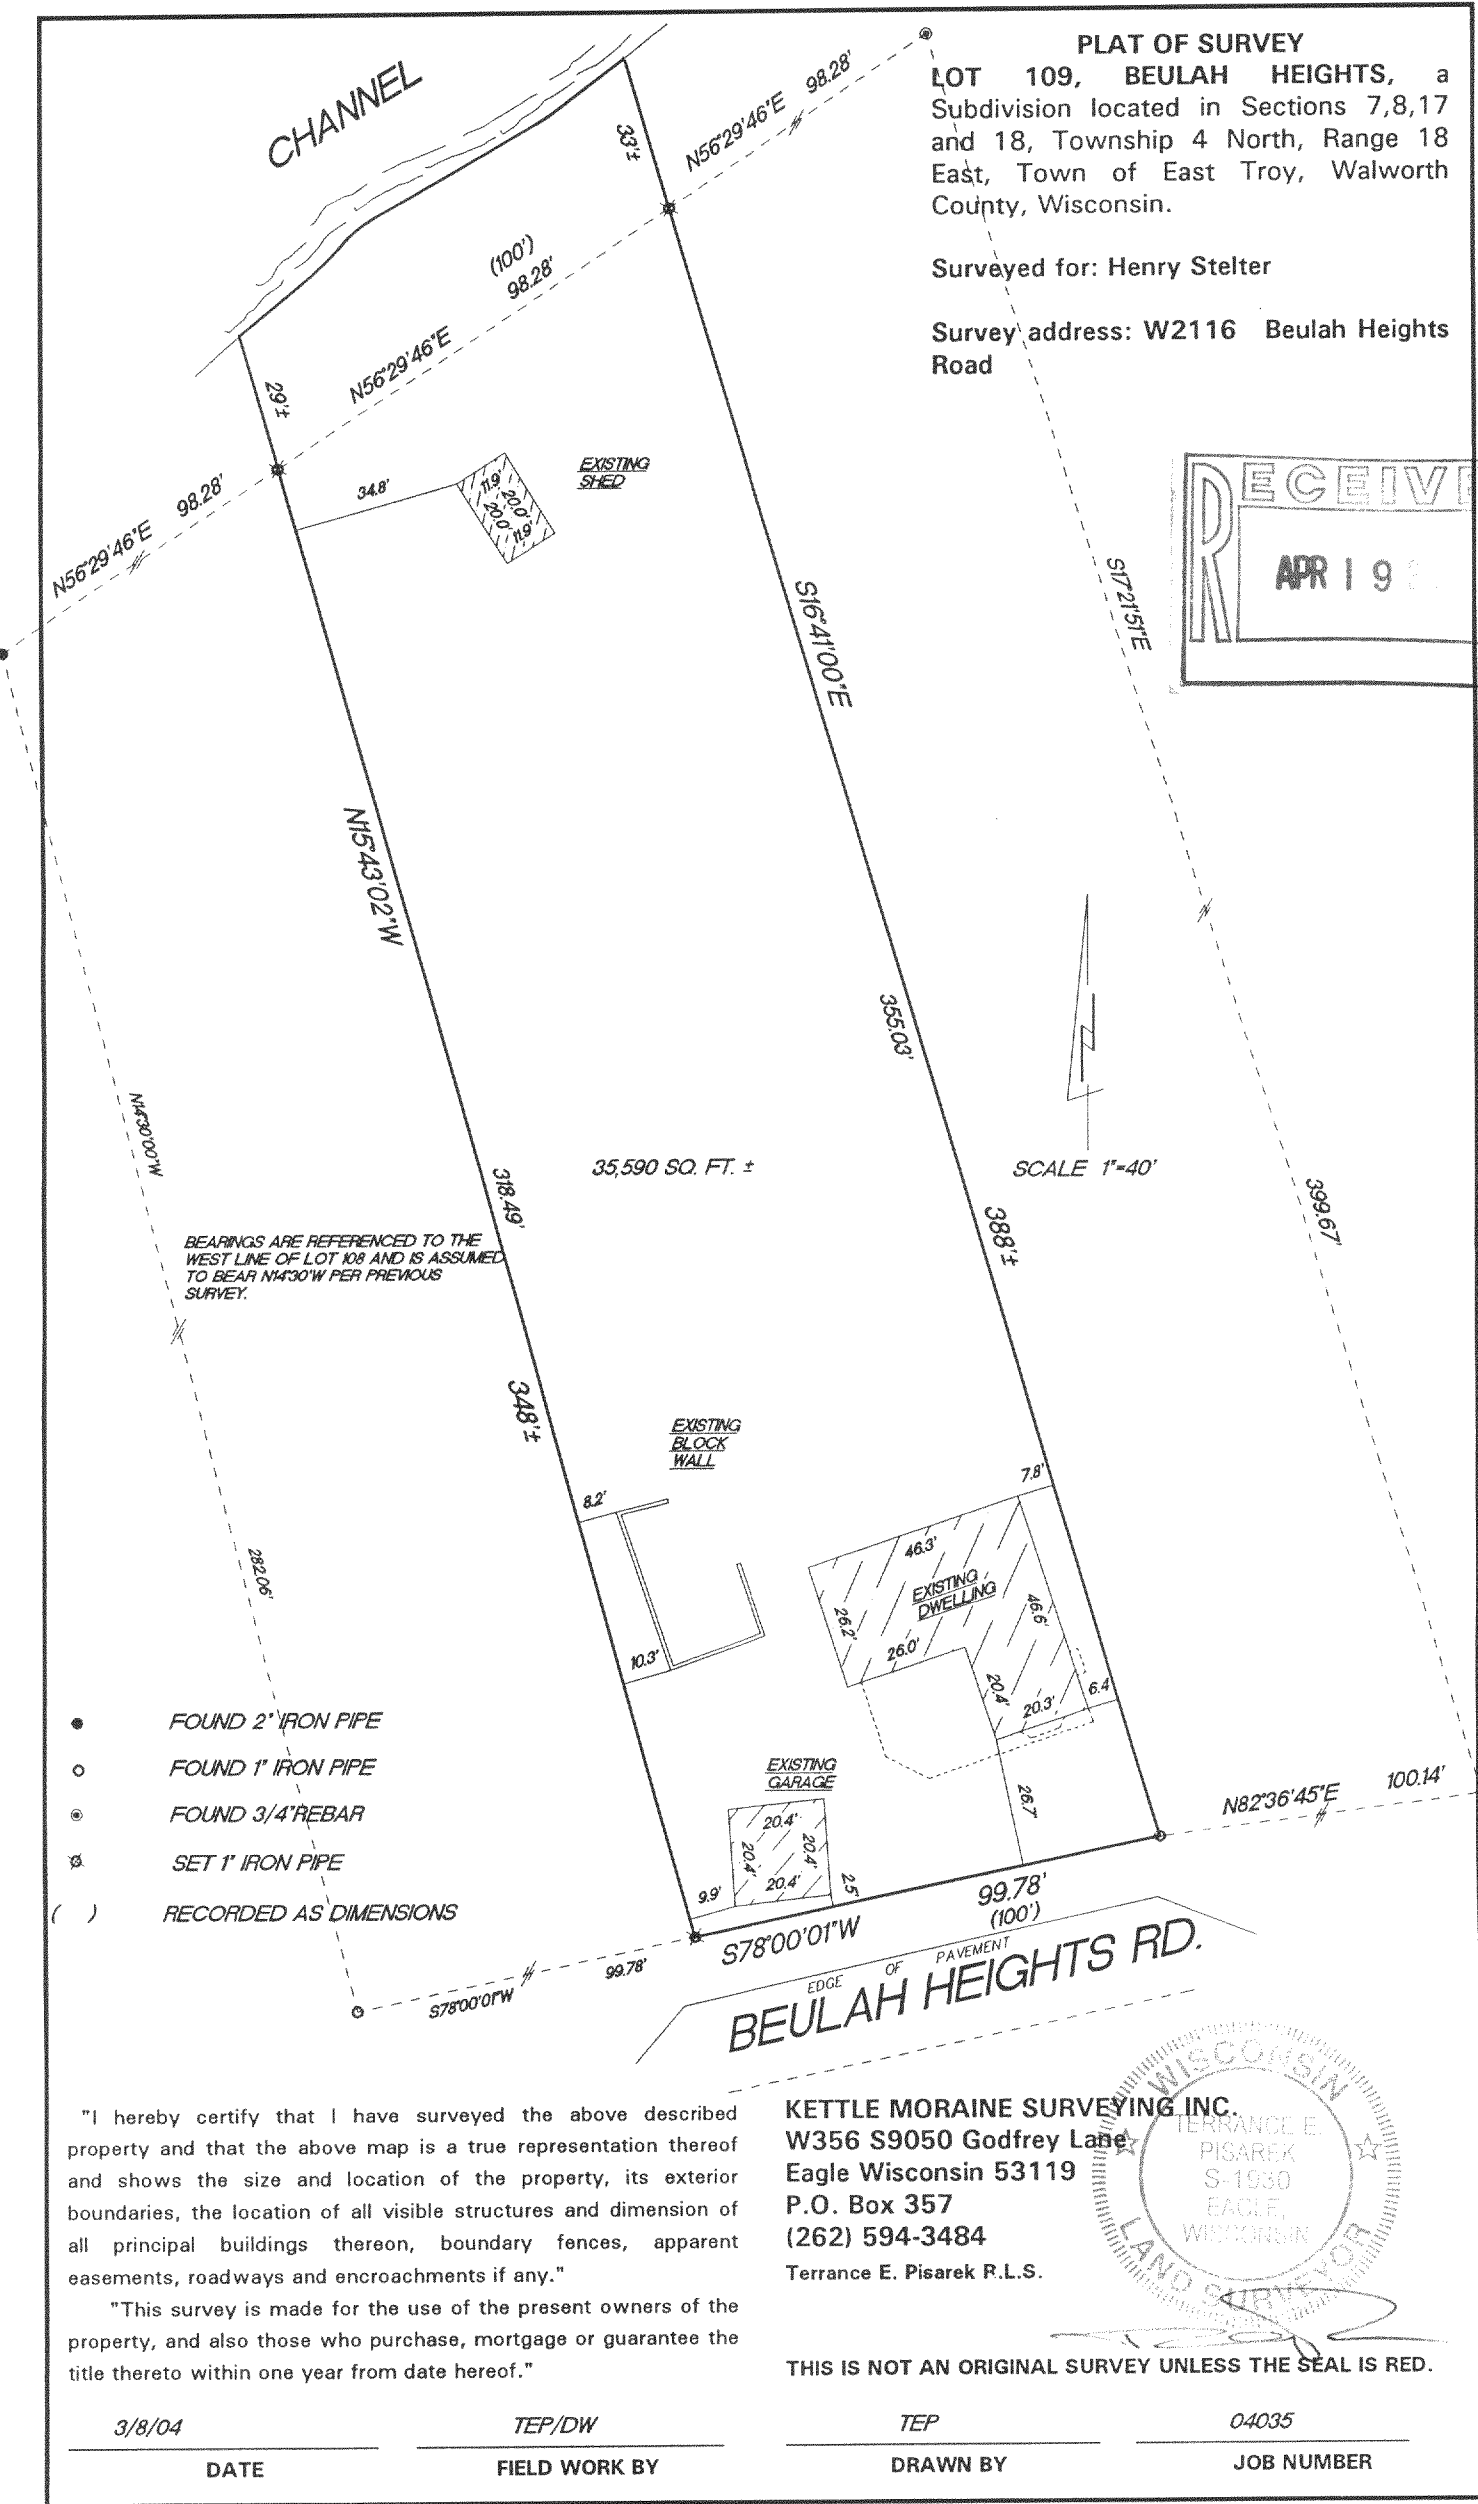 PLAT OF SURVEY
LOT 109, BEULAH HEIGHTS, a
Subdivision located in Sections 7,8,17
and 18, Township 4 North, Range 18
East, Town of East Troy, Walworth
County, Wisconsin.
Surveyed for: Henry Stelter
Survey address: W2116 Beulah Heights
Road
CHANNEL
33'±
N56°29'46"E 98.28'
(100')
98.28'
N56°29'46"E
29'±
N56°29'46"E 98.28'
34.8'
EXISTING
SHED
11.9'
20.0'
20.0'
11.9'
RECEIVE
APR 19
S17°21'51"E
S16°41'00"E
N15°43'02"W
355.03'
N14°30'00"W
318.49'
35,590 SQ. FT. ±
SCALE 1"=40'
399.67'
388'±
BEARINGS ARE REFERENCED TO THE
WEST LINE OF LOT 108 AND IS ASSUMED
TO BEAR N14°30'W PER PREVIOUS
SURVEY.
348'±
EXISTING
BLOCK
WALL
7.8'
8.2'
282.06'
46.3'
EXISTING
DWELLING
26.2'
46.6'
26.0'
10.3'
20.4'
20.3'
6.4'
FOUND 2" IRON PIPE
FOUND 1" IRON PIPE
FOUND 3/4"REBAR
SET 1" IRON PIPE
( ) RECORDED AS DIMENSIONS
EXISTING
GARAGE
20.4'
20.4'
20.4'
20.4'
26.7'
N82°36'45"E 100.14'
9.9'
2.5'
99.78'
(100')
S78°00'01"W
99.78'
S78°00'01"W
EDGE OF PAVEMENT
BEULAH HEIGHTS RD.
"I hereby certify that I have surveyed the above described
property and that the above map is a true representation thereof
and shows the size and location of the property, its exterior
boundaries, the location of all visible structures and dimension of
all principal buildings thereon, boundary fences, apparent
easements, roadways and encroachments if any."
"This survey is made for the use of the present owners of the
property, and also those who purchase, mortgage or guarantee the
title thereto within one year from date hereof."
KETTLE MORAINE SURVEYING INC.
W356 S9050 Godfrey Lane
Eagle Wisconsin 53119
P.O. Box 357
(262) 594-3484
Terrance E. Pisarek R.L.S.
WISCONSIN
TERRANCE E.
PISAREK
S-1930
EAGLE,
WISCONSIN
LAND SURVEYOR
THIS IS NOT AN ORIGINAL SURVEY UNLESS THE SEAL IS RED.
3/8/04 TEP/DW TEP 04035
DATE FIELD WORK BY DRAWN BY JOB NUMBER